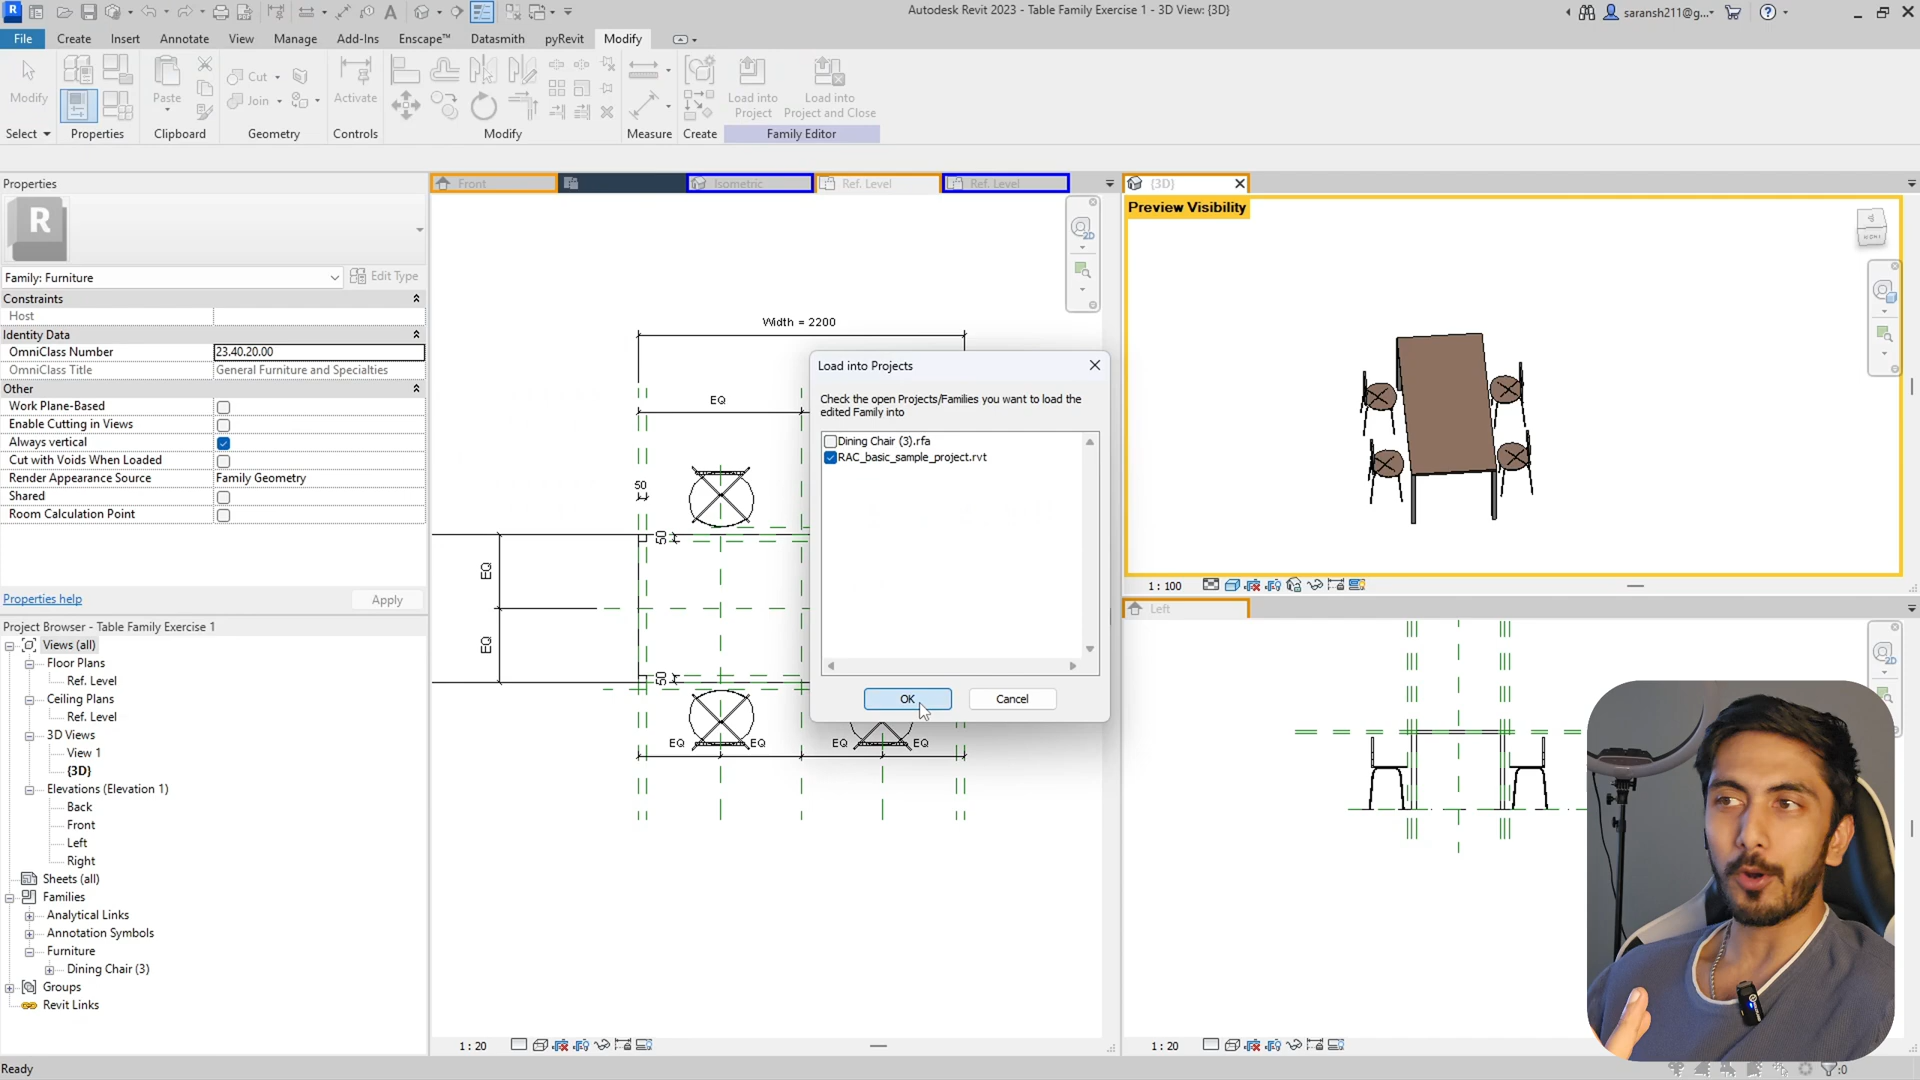 Autodesk Revit 2023 - Table Family Exercise 1 - 3D View: {3D}
saransh211@g...
File
Create
Insert
Annotate
View
Manage
Add-Ins
Enscape™
Datasmith
pyRevit
Modify
Modify
Paste
Cut
Join
Activate
Load into
Project
Load into
Project and Close
Select
Properties
Clipboard
Geometry
Controls
Modify
Measure
Create
Family Editor
Properties
R
Family: Furniture
Edit Type
Constraints
Host
Identity Data
OmniClass Number
23.40.20.00
OmniClass Title
General Furniture and Specialties
Other
Work Plane-Based
Enable Cutting in Views
Always vertical
Cut with Voids When Loaded
Render Appearance Source
Family Geometry
Shared
Room Calculation Point
Properties help
Apply
Project Browser - Table Family Exercise 1
Views (all)
Floor Plans
Ref. Level
Ceiling Plans
Ref. Level
3D Views
View 1
{3D}
Elevations (Elevation 1)
Back
Front
Left
Right
Sheets (all)
Families
Analytical Links
Annotation Symbols
Furniture
Dining Chair (3)
Groups
Revit Links
Front
Isometric
Ref. Level
Ref. Level
Width = 2200
EQ
50
50
EQ
EQ
50
EQ
EQ
EQ
EQ
1 : 20
Load into Projects
Check the open Projects/Families you want to load the
edited Family into
Dining Chair (3).rfa
RAC_basic_sample_project.rvt
OK
Cancel
{3D}
Preview Visibility
1 : 100
Left
1 : 20
Ready
:0